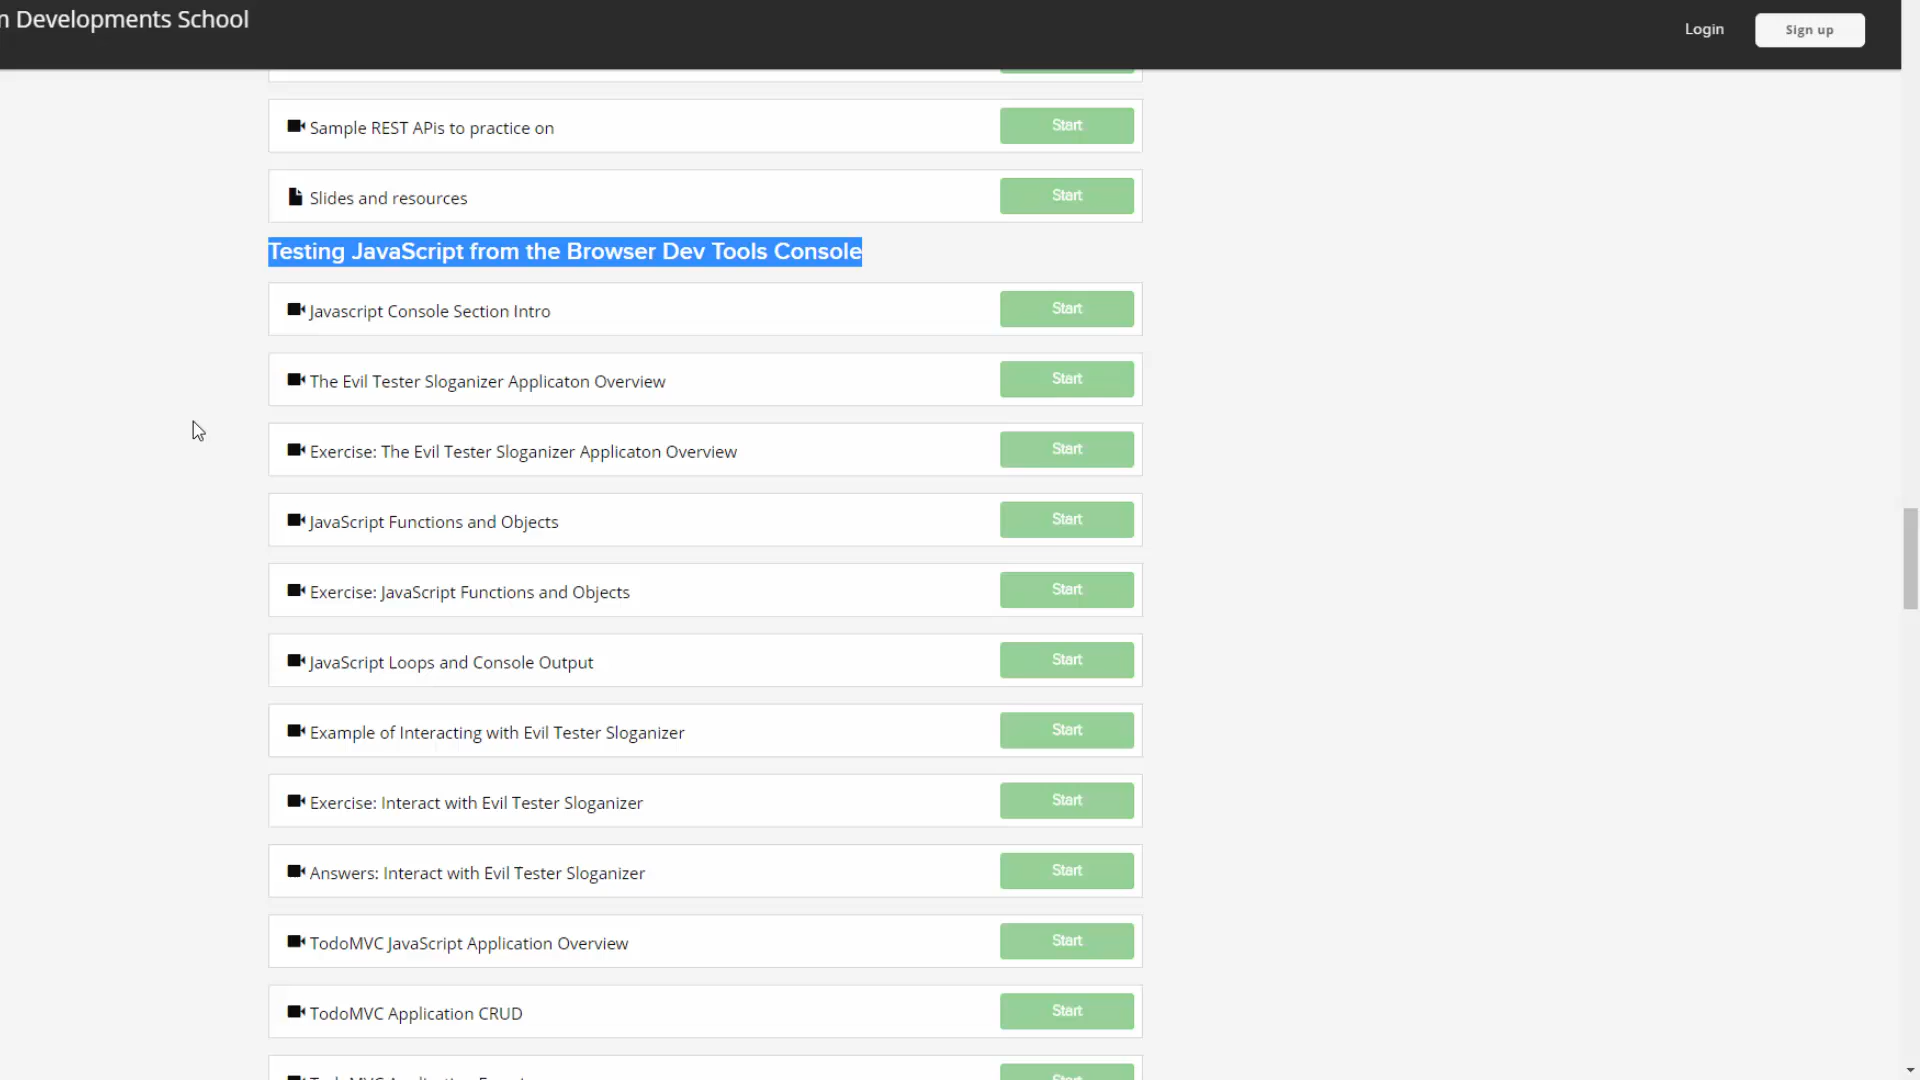 n Developments School
Login
Sign up
Sample REST APis to practice on
Start
Slides and resources
Start
Testing JavaScript from the Browser Dev Tools Console
Javascript Console Section Intro
Start
The Evil Tester Sloganizer Applicaton Overview
Start
Exercise: The Evil Tester Sloganizer Applicaton Overview
Start
JavaScript Functions and Objects
Start
Exercise: JavaScript Functions and Objects
Start
JavaScript Loops and Console Output
Start
Example of Interacting with Evil Tester Sloganizer
Start
Exercise: Interact with Evil Tester Sloganizer
Start
Answers: Interact with Evil Tester Sloganizer
Start
TodoMVC JavaScript Application Overview
Start
TodoMVC Application CRUD
Start
Start